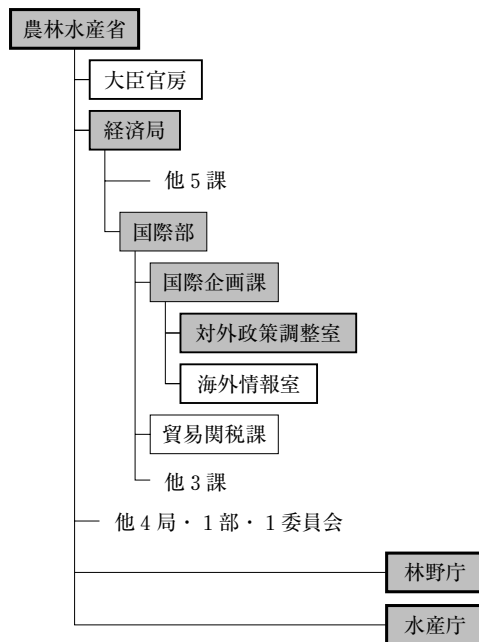 農林水産省
大臣官房
経済局
他5課
国際部
国際企画課
対外政策調整室
海外情報室
貿易関税課
他3課
他4局・1部・1委員会
林野庁
水産庁